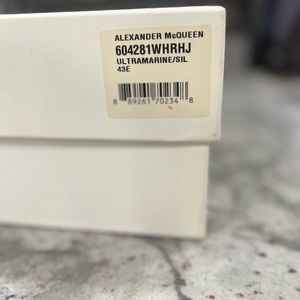 ALEXANDER McQUEEN
604281WHRHJ
ULTRAMARINE/SIL
43E
8 89261 70234 8